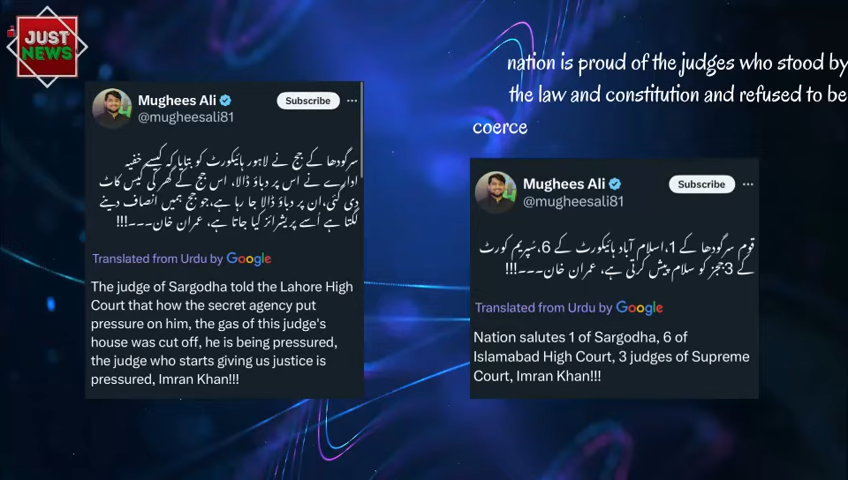 JUST
NEWS
nation is proud of the judges who stood by
the law and constitution and refused to be
coerce
Mughees Ali
@mugheesali81
Subscribe
سرگودھا کے جج نے لاہور ہائیکورٹ کو بتایا کہ کیسے خفیہ
ادارے نے اس پر دباؤ ڈالا، اس جج کے گھر کی گیس کاٹ
دی گئی،ان پر دباؤ ڈالا جا رہا ہے،جو جج ہمیں انصاف دینے
لگتا ہے اُسے پریشرائز کیا جاتا ہے، عمران خان۔۔۔!!!
Translated from Urdu by Google
The judge of Sargodha told the Lahore High
Court that how the secret agency put
pressure on him, the gas of this judge's
house was cut off, he is being pressured,
the judge who starts giving us justice is
pressured, Imran Khan!!!
Mughees Ali
@mugheesali81
Subscribe
قوم سرگودھا کے 1،اسلام آباد ہائیکورٹ کے 6،سُپریم کورٹ
کے 3ججز کو سلام پیش کرتی ہے، عمران خان۔۔۔!!!
Translated from Urdu by Google
Nation salutes 1 of Sargodha, 6 of
Islamabad High Court, 3 judges of Supreme
Court, Imran Khan!!!